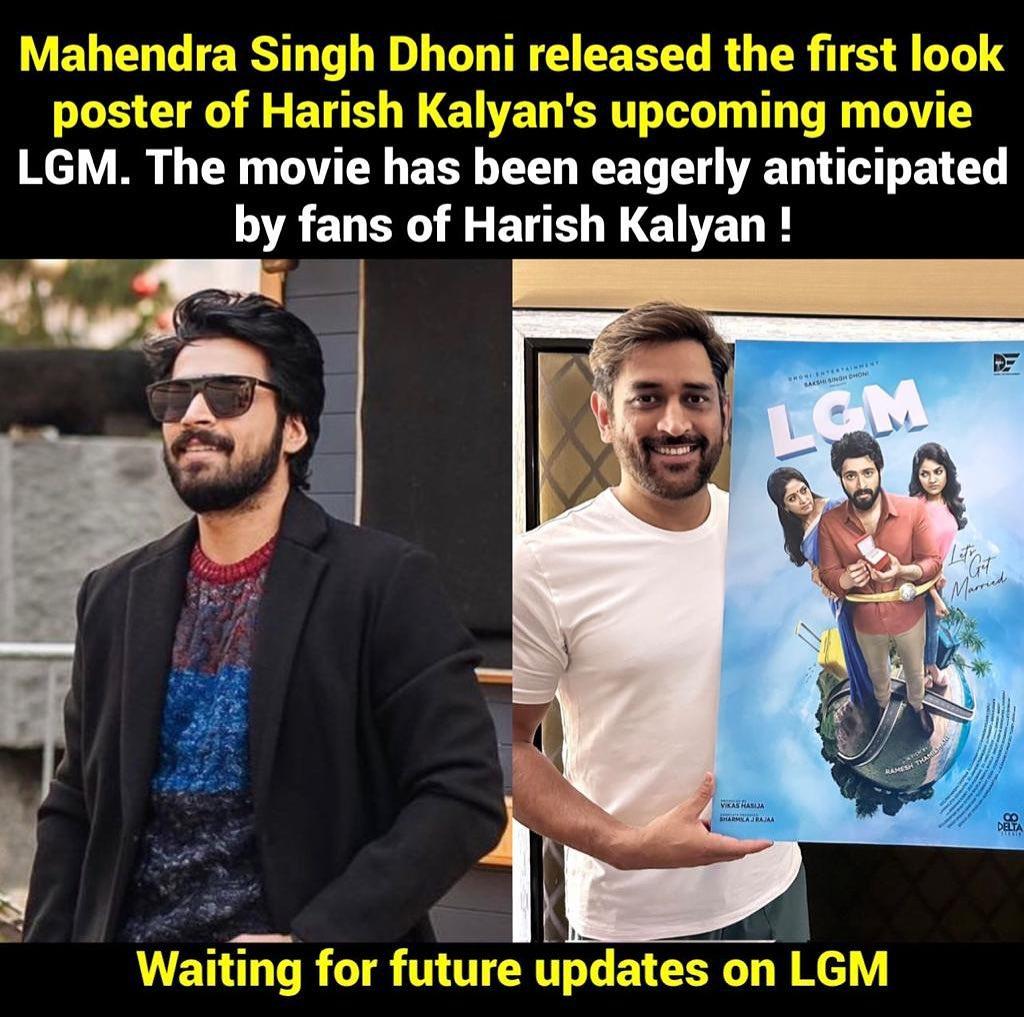 Mahendra Singh Dhoni released the first look
poster of Harish Kalyan's upcoming movie
LGM. The movie has been eagerly anticipated
by fans of Harish Kalyan !
DHONI ENTERTAINMENT
SAKSHI SINGH DHONI
LGM
Let's
Get
Married
RAMESH THAMILMANI
VIKAS HASIJA
SHARMILA J RAJAA
DELTA
Waiting for future updates on LGM